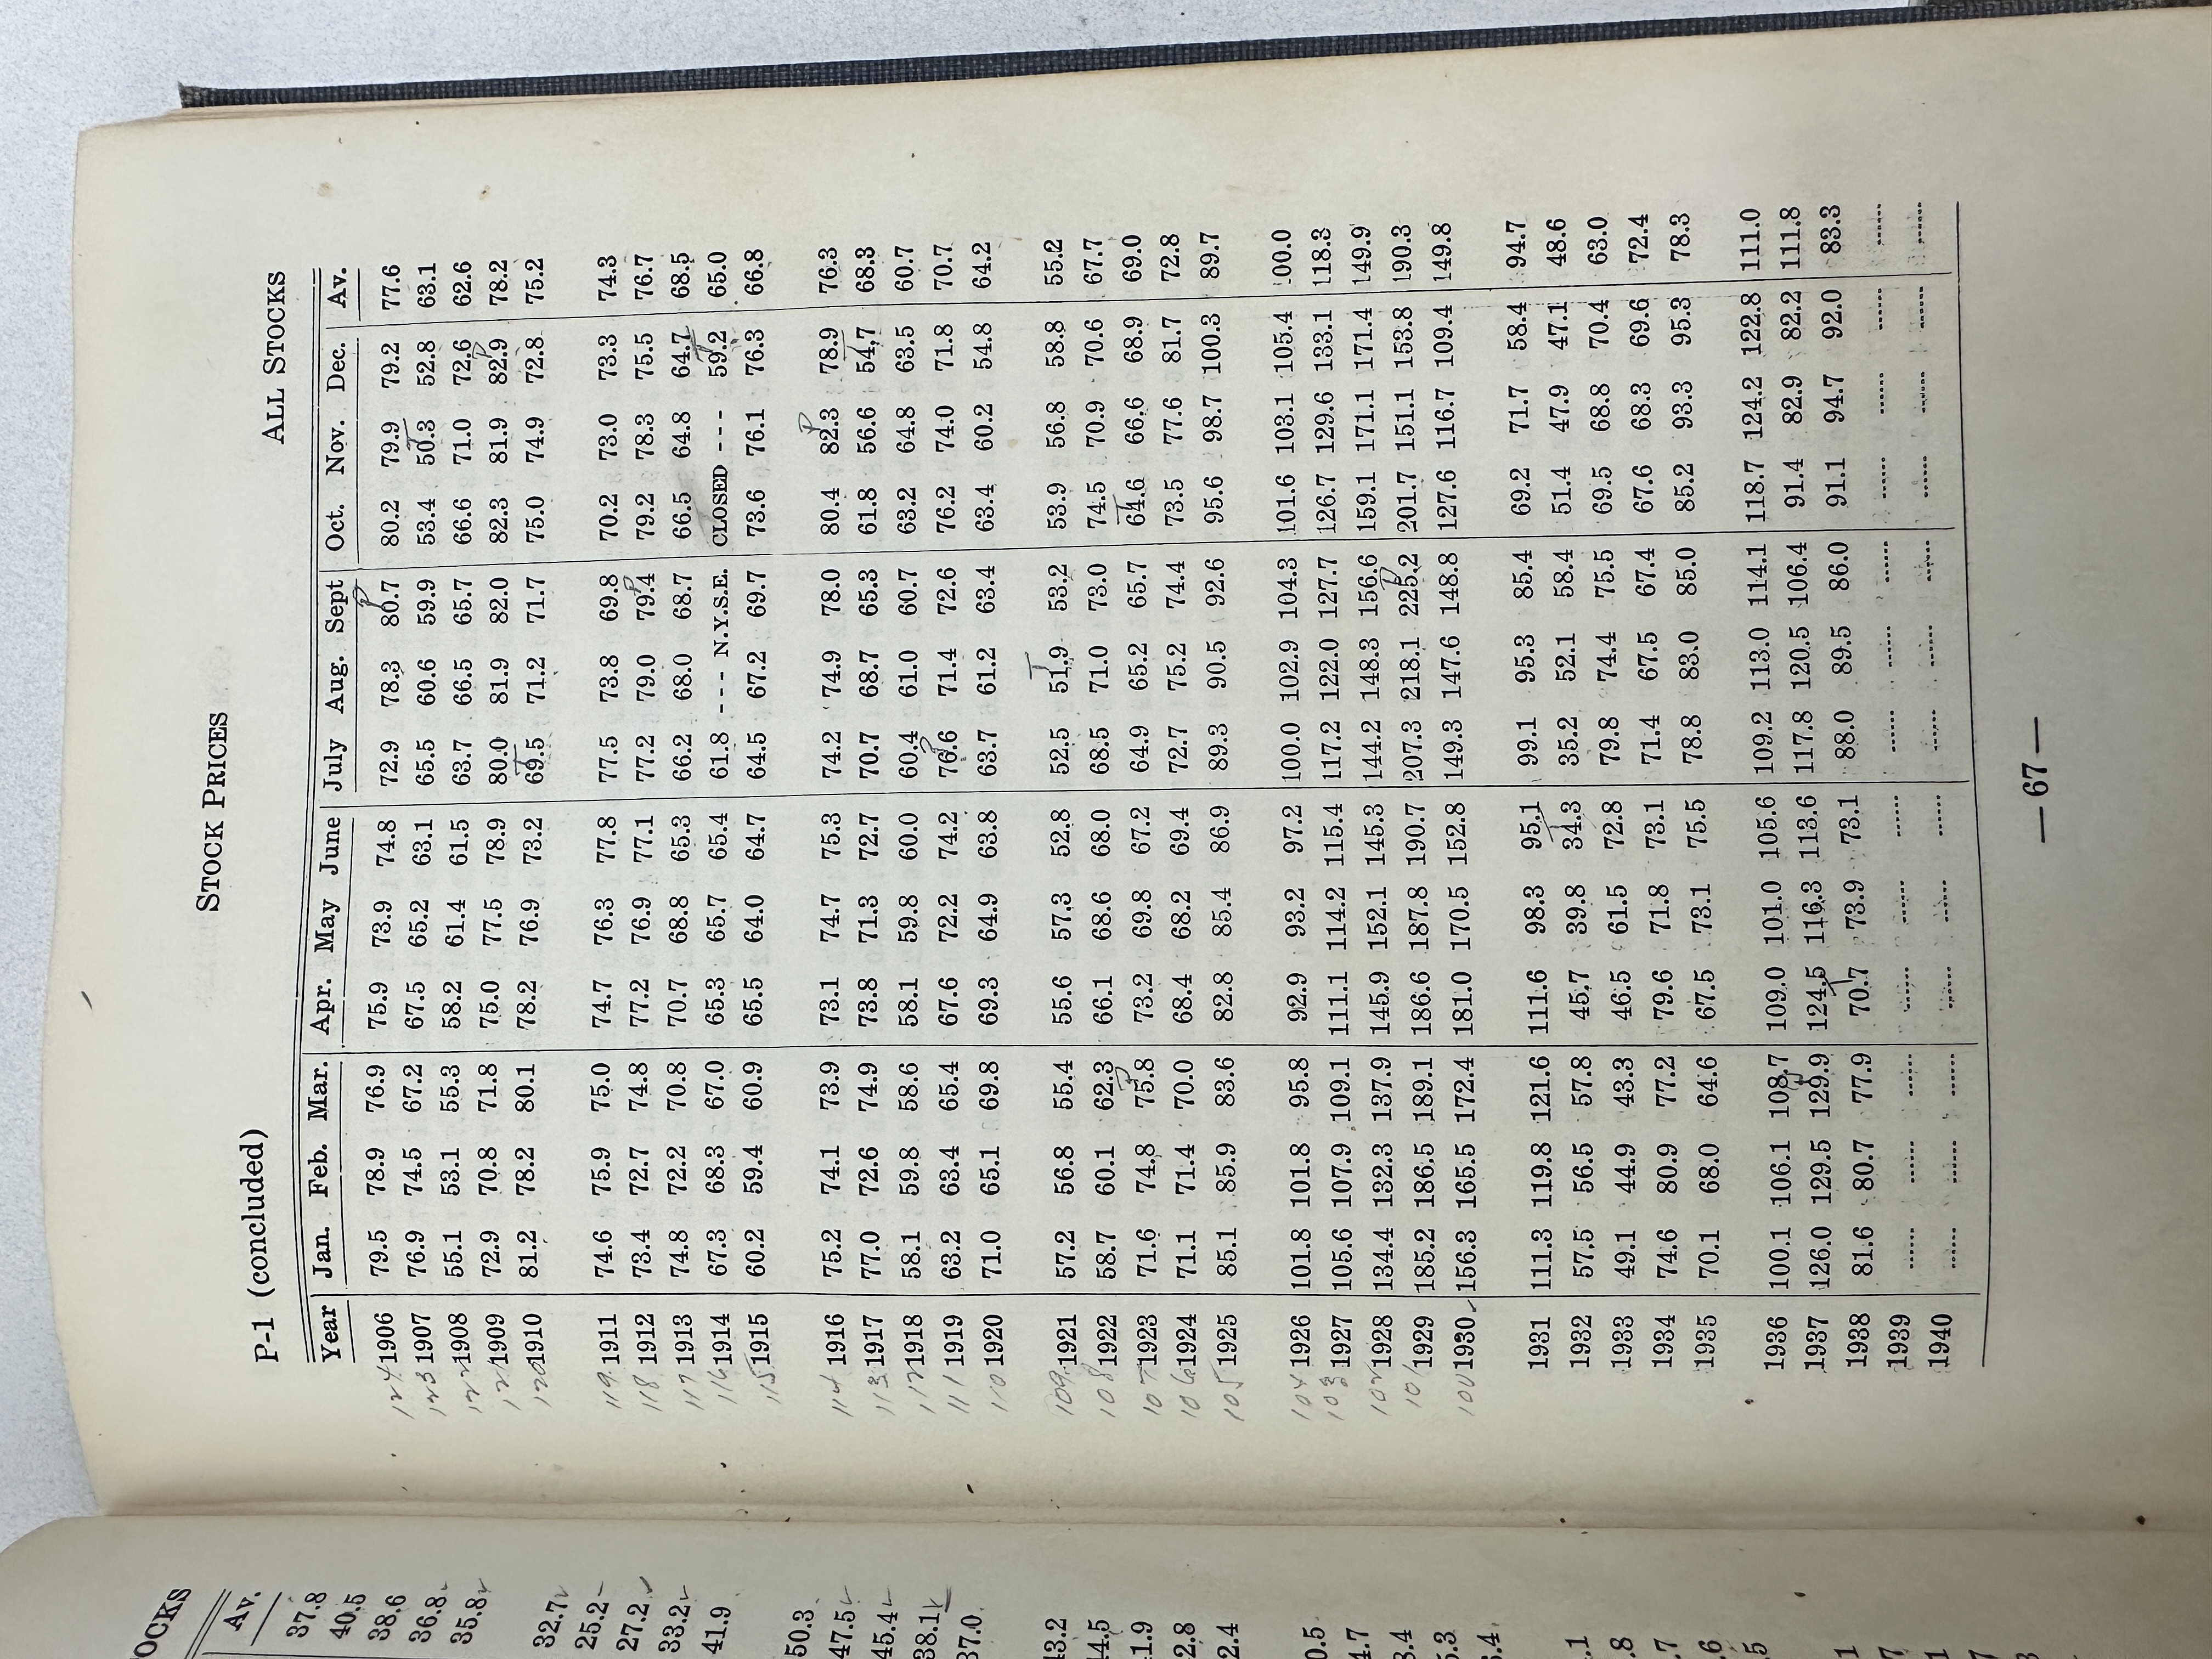 OCKS
Av.
37.8
40.5
38.6
36.8
35.8
32.7
25.2
27.2
33.2
41.9
50.3
47.5
45.4
38.1
37.0
STOCK PRICES
P-1 (concluded)
ALL STOCKS
Year Jan. Feb. Mar. Apr. May June July Aug. Sept Oct. Nov. Dec. Av.
P
124 1906 79.5 78.9 76.9 75.9 73.9 74.8 72.9 78.3 80.7 80.2 79.9 79.2 77.6
T
123 1907 76.9 74.5 67.2 67.5 65.2 63.1 65.5 60.6 59.9 53.4 50.3 52.8 63.1
122 1908 55.1 53.1 55.3 58.2 61.4 61.5 63.7 66.5 65.7 66.6 71.0 72.6 62.6
P
121 1909 72.9 70.8 71.8 75.0 77.5 78.9 80.0 81.9 82.0 82.3 81.9 82.9 78.2
T
120 1910 81.2 78.2 80.1 78.2 76.9 73.2 69.5 71.2 71.7 75.0 74.9 72.8 75.2
119 1911 74.6 75.9 75.0 74.7 76.3 77.8 77.5 73.8 69.8 70.2 73.0 73.3 74.3
P
118 1912 73.4 72.7 74.8 77.2 76.9 77.1 77.2 79.0 79.4 79.2 78.3 75.5 76.7
117 1913 74.8 72.2 70.8 70.7 68.8 65.3 66.2 68.0 68.7 66.5 64.8 64.7 68.5
T
116 1914 67.3 68.3 67.0 65.3 65.7 65.4 61.8 --- N.Y.S.E. CLOSED --- 59.2 65.0
115 1915 60.2 59.4 60.9 65.5 64.0 64.7 64.5 67.2 69.7 73.6 76.1 76.3 66.8
P
114 1916 75.2 74.1 73.9 73.1 74.7 75.3 74.2 74.9 78.0 80.4 82.3 78.9 76.3
T
113 1917 77.0 72.6 74.9 73.8 71.3 72.7 70.7 68.7 65.3 61.8 56.6 54.7 68.3
112 1918 58.1 59.8 58.6 58.1 59.8 60.0 60.4 61.0 60.7 63.2 64.8 63.5 60.7
P
111 1919 63.2 63.4 65.4 67.6 72.2 74.2 76.6 71.4 72.6 76.2 74.0 71.8 70.7
110 1920 71.0 65.1 69.8 69.3 64.9 63.8 63.7 61.2 63.4 63.4 60.2 54.8 64.2
T
109 1921 57.2 56.8 55.4 55.6 57.3 52.8 52.5 51.9 53.2 53.9 56.8 58.8 55.2
108 1922 58.7 60.1 62.3 66.1 68.6 68.0 68.5 71.0 73.0 74.5 70.9 70.6 67.7
P T
107 1923 71.6 74.8 75.8 73.2 69.8 67.2 64.9 65.2 65.7 64.6 66.6 68.9 69.0
106 1924 71.1 71.4 70.0 68.4 68.2 69.4 72.7 75.2 74.4 73.5 77.6 81.7 72.8
105 1925 85.1 85.9 83.6 82.8 85.4 86.9 89.3 90.5 92.6 95.6 98.7 100.3 89.7
104 1926 101.8 101.8 95.8 92.9 93.2 97.2 100.0 102.9 104.3 101.6 103.1 105.4 100.0
103 1927 105.6 107.9 109.1 111.1 114.2 115.4 117.2 122.0 127.7 126.7 129.6 133.1 118.3
102 1928 134.4 132.3 137.9 145.9 152.1 145.3 144.2 148.3 156.6 159.1 171.1 171.4 149.9
P
101 1929 185.2 186.5 189.1 186.6 187.8 190.7 207.3 218.1 225.2 201.7 151.1 153.8 190.3
100 1930 156.3 165.5 172.4 181.0 170.5 152.8 149.3 147.6 148.8 127.6 116.7 109.4 149.8
1931 111.3 119.8 121.6 111.6 98.3 95.1 99.1 95.3 85.4 69.2 71.7 58.4 94.7
T
1932 57.5 56.5 57.8 45.7 39.8 34.3 35.2 52.1 58.4 51.4 47.9 47.1 48.6
1933 49.1 44.9 43.3 46.5 61.5 72.8 79.8 74.4 75.5 69.5 68.8 70.4 63.0
1934 74.6 80.9 77.2 79.6 71.8 73.1 71.4 67.5 67.4 67.6 68.3 69.6 72.4
1935 70.1 68.0 64.6 67.5 73.1 75.5 78.8 83.0 85.0 85.2 93.3 95.3 78.3
1936 100.1 106.1 108.7 109.0 101.0 105.6 109.2 113.0 114.1 118.7 124.2 122.8 111.0
P
1937 126.0 129.5 129.9 124.5 116.3 113.6 117.8 120.5 106.4 91.4 82.9 82.2 111.8
T
1938 81.6 80.7 77.9 70.7 73.9 73.1 88.0 89.5 86.0 91.1 94.7 92.0 83.3
1939 ...... ...... ...... ...... ...... ...... ...... ...... ...... ...... ...... ...... ......
1940 ...... ...... ...... ...... ...... ...... ...... ...... ...... ...... ...... ...... ......
— 67 —